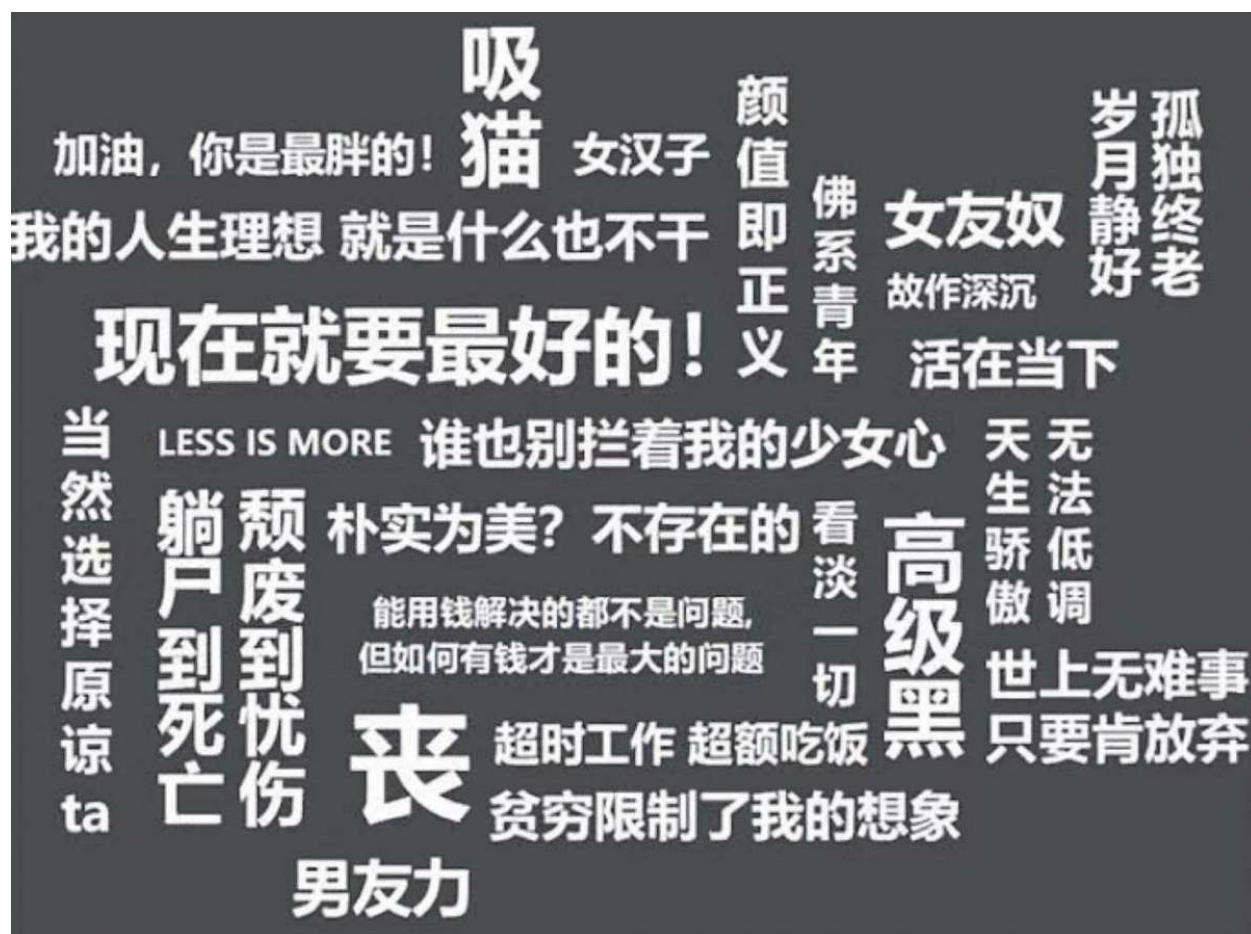 吸猫
加油，你是最胖的！
女汉子
颜值即正义
岁月静好
孤独终老
我的人生理想 就是什么也不干
佛系青年
女友奴
故作深沉
现在就要最好的！
活在当下
当然选择原谅ta
LESS IS MORE
谁也别拦着我的少女心
天生骄傲
无法低调
躺尸到死亡
颓废到忧伤
朴实为美？不存在的
看淡一切
高级黑
能用钱解决的都不是问题,
但如何有钱才是最大的问题
世上无难事
只要肯放弃
丧
超时工作 超额吃饭
贫穷限制了我的想象
男友力